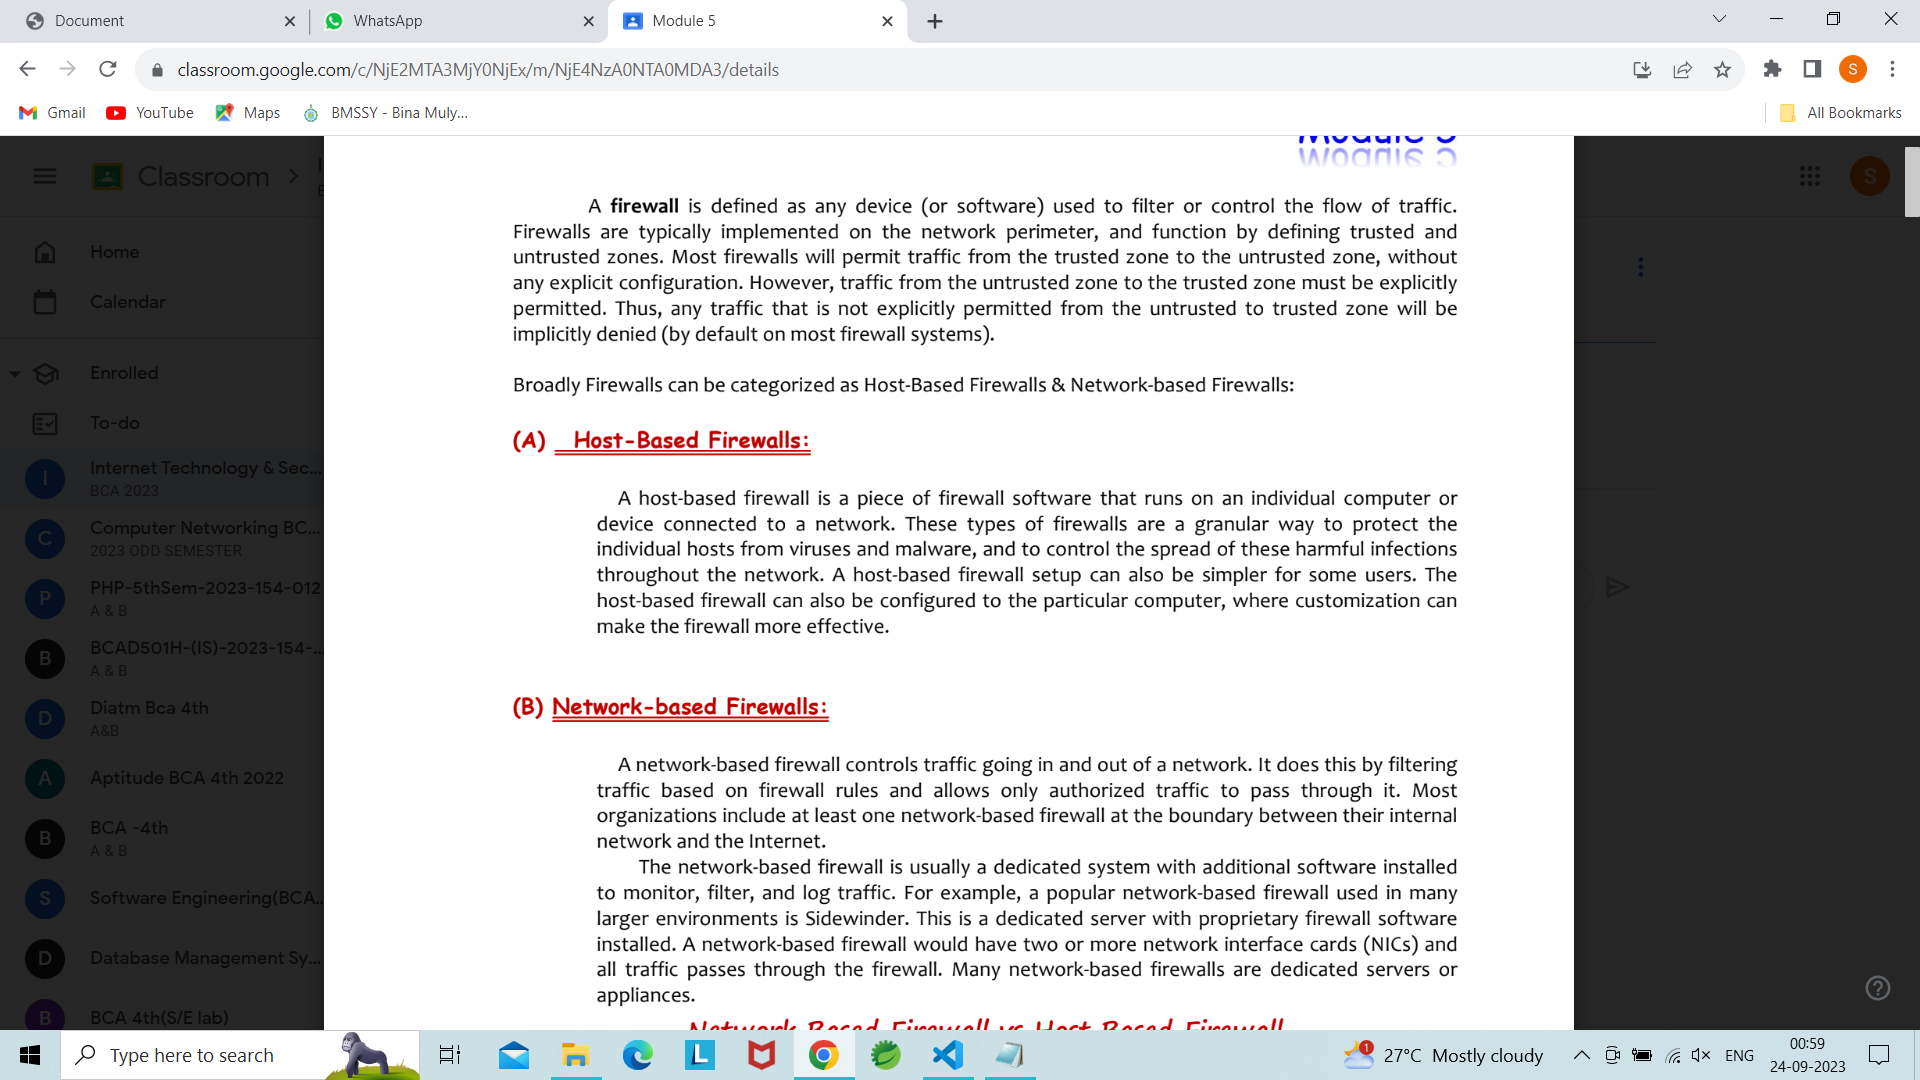 Document
WhatsApp
Module 5
classroom.google.com/c/NjE2MTA3MjY0NjEx/m/NjE4NzA0NTA0MDA3/details
S
Gmail
YouTube
Maps
BMSSY - Bina Muly...
All Bookmarks
Classroom
S
Home
Calendar
Enrolled
To-do
I
Internet Technology & Sec...
BCA 2023
C
Computer Networking BC...
2023 ODD SEMESTER
P
PHP-5thSem-2023-154-012
A & B
B
BCAD501H-(IS)-2023-154-...
A & B
D
Diatm Bca 4th
A&B
A
Aptitude BCA 4th 2022
B
BCA -4th
A & B
S
Software Engineering(BCA...
D
Database Management Sy...
B
BCA 4th(S/E lab)
Module 5
A firewall is defined as any device (or software) used to filter or control the flow of traffic.
Firewalls are typically implemented on the network perimeter, and function by defining trusted and
untrusted zones. Most firewalls will permit traffic from the trusted zone to the untrusted zone, without
any explicit configuration. However, traffic from the untrusted zone to the trusted zone must be explicitly
permitted. Thus, any traffic that is not explicitly permitted from the untrusted to trusted zone will be
implicitly denied (by default on most firewall systems).
Broadly Firewalls can be categorized as Host-Based Firewalls & Network-based Firewalls:
(A) Host-Based Firewalls:
A host-based firewall is a piece of firewall software that runs on an individual computer or
device connected to a network. These types of firewalls are a granular way to protect the
individual hosts from viruses and malware, and to control the spread of these harmful infections
throughout the network. A host-based firewall setup can also be simpler for some users. The
host-based firewall can also be configured to the particular computer, where customization can
make the firewall more effective.
(B) Network-based Firewalls:
A network-based firewall controls traffic going in and out of a network. It does this by filtering
traffic based on firewall rules and allows only authorized traffic to pass through it. Most
organizations include at least one network-based firewall at the boundary between their internal
network and the Internet.
The network-based firewall is usually a dedicated system with additional software installed
to monitor, filter, and log traffic. For example, a popular network-based firewall used in many
larger environments is Sidewinder. This is a dedicated server with proprietary firewall software
installed. A network-based firewall would have two or more network interface cards (NICs) and
all traffic passes through the firewall. Many network-based firewalls are dedicated servers or
appliances.
Network Based Firewall vs Host Based Firewall
Type here to search
L
1
27°C Mostly cloudy
ENG
00:59
24-09-2023